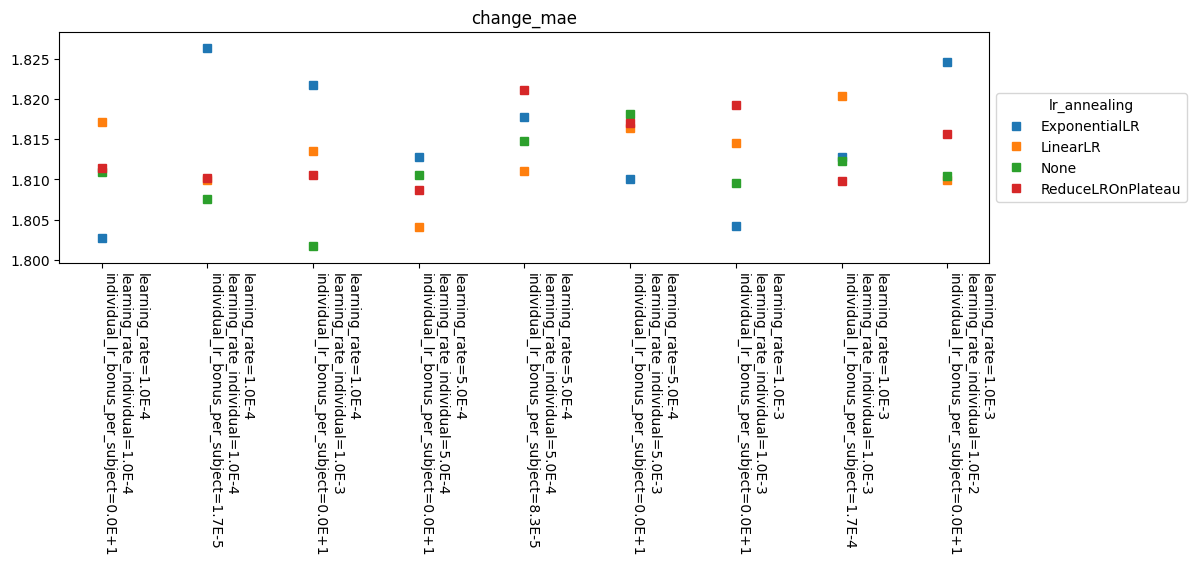 change_mae
1.825
1.820
1.815
1.810
1.805
1.800
lr_annealing
ExponentialLR
LinearLR
None
ReduceLROnPlateau
learning_rate=1.0E-4
learning_rate_individual=1.0E-4
individual_lr_bonus_per_subject=0.0E+1
learning_rate=1.0E-4
learning_rate_individual=1.0E-4
individual_lr_bonus_per_subject=1.7E-5
learning_rate=1.0E-4
learning_rate_individual=1.0E-3
individual_lr_bonus_per_subject=0.0E+1
learning_rate=5.0E-4
learning_rate_individual=5.0E-4
individual_lr_bonus_per_subject=0.0E+1
learning_rate=5.0E-4
learning_rate_individual=5.0E-4
individual_lr_bonus_per_subject=8.3E-5
learning_rate=5.0E-4
learning_rate_individual=5.0E-3
individual_lr_bonus_per_subject=0.0E+1
learning_rate=1.0E-3
learning_rate_individual=1.0E-3
individual_lr_bonus_per_subject=0.0E+1
learning_rate=1.0E-3
learning_rate_individual=1.0E-3
individual_lr_bonus_per_subject=1.7E-4
learning_rate=1.0E-3
learning_rate_individual=1.0E-2
individual_lr_bonus_per_subject=0.0E+1